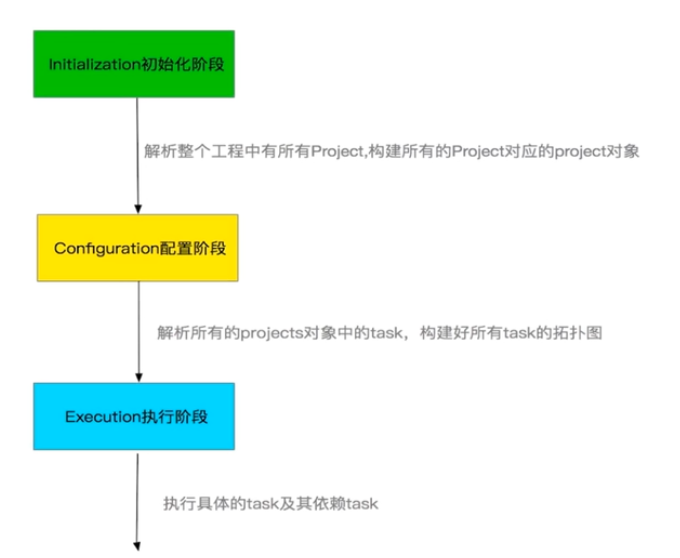 Initialization初始化阶段
解析整个工程中有所有Project,构建所有的Project对应的project对象
Configuration配置阶段
解析所有的projects对象中的task，构建好所有task的拓扑图
Execution执行阶段
执行具体的task及其依赖task